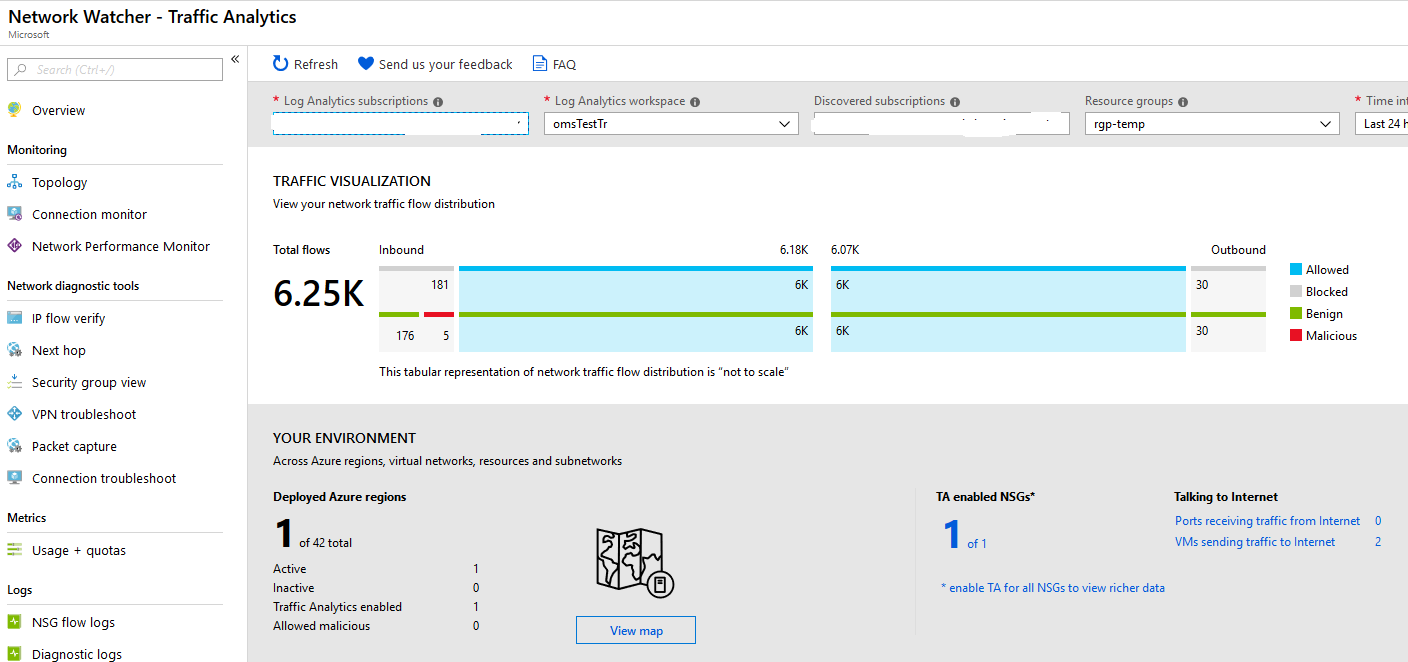 Network Watcher - Traffic Analytics
Microsoft
Search (Ctrl+/)
«
Overview
Monitoring
Topology
Connection monitor
Network Performance Monitor
Network diagnostic tools
IP flow verify
Next hop
Security group view
VPN troubleshoot
Packet capture
Connection troubleshoot
Metrics
Usage + quotas
Logs
NSG flow logs
Diagnostic logs
Refresh Send us your feedback FAQ
* Log Analytics subscriptions * Log Analytics workspace Discovered subscriptions Resource groups * Time int
omsTestTr rgp-temp Last 24 h
TRAFFIC VISUALIZATION
View your network traffic flow distribution
Total flows Inbound 6.18K 6.07K Outbound
6.25K
181 6K 6K 30
176 5 6K 6K 30
Allowed
Blocked
Benign
Malicious
This tabular representation of network traffic flow distribution is “not to scale”
YOUR ENVIRONMENT
Across Azure regions, virtual networks, resources and subnetworks
Deployed Azure regions
1 of 42 total
Active 1
Inactive 0
Traffic Analytics enabled 1
Allowed malicious 0
View map
TA enabled NSGs*
1 of 1
* enable TA for all NSGs to view richer data
Talking to Internet
Ports receiving traffic from Internet 0
VMs sending traffic to Internet 2